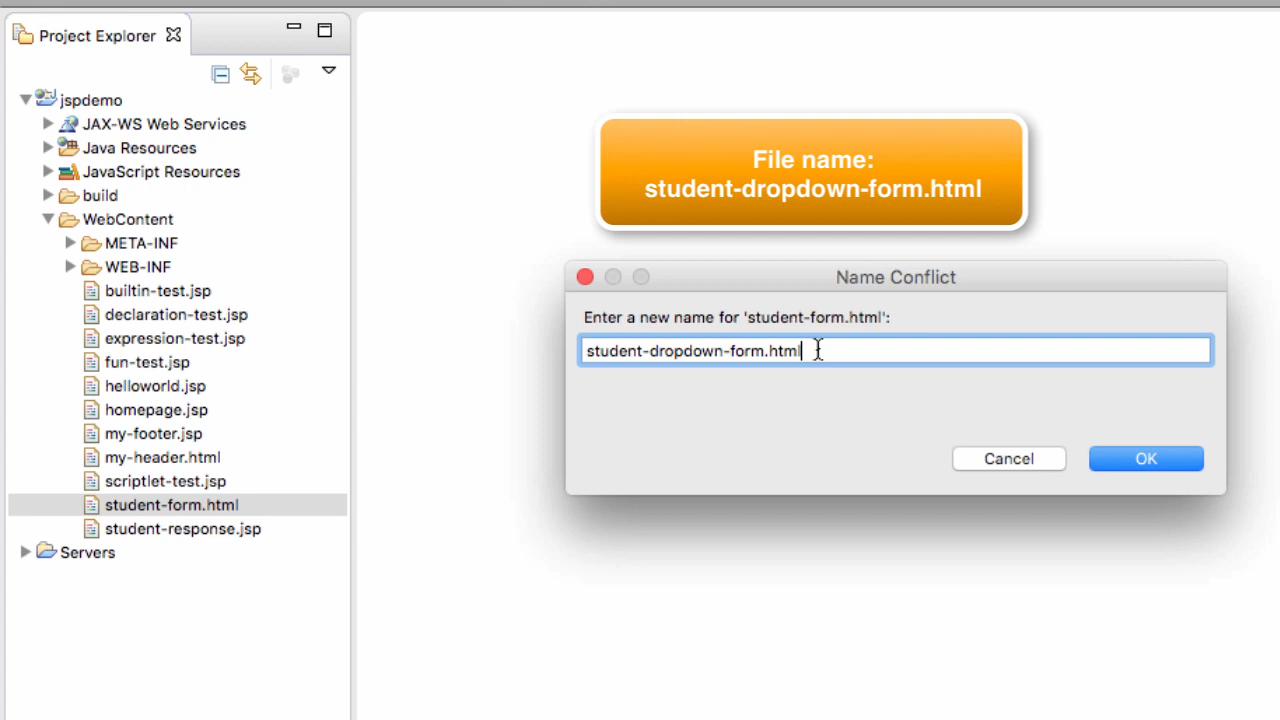 Project Explorer
jspdemo
JAX-WS Web Services
Java Resources
JavaScript Resources
build
WebContent
META-INF
WEB-INF
builtin-test.jsp
declaration-test.jsp
expression-test.jsp
fun-test.jsp
helloworld.jsp
homepage.jsp
my-footer.jsp
my-header.html
scriptlet-test.jsp
student-form.html
student-response.jsp
Servers
File name:
student-dropdown-form.html
Name Conflict
Enter a new name for 'student-form.html':
student-dropdown-form.html
Cancel
OK